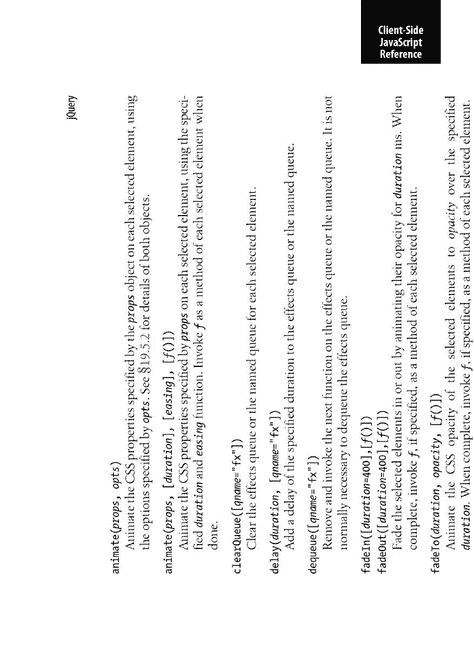 Client-Side
JavaScript
Reference
jQuery
animate(props, opts)
Animate the CSS properties specified by the props object on each selected element, using
the options specified by opts. See §19.5.2 for details of both objects.
animate(props, [duration], [easing], [f()])
Animate the CSS properties specified by props on each selected element, using the speci-
fied duration and easing function. Invoke f as a method of each selected element when
done.
clearQueue([qname="fx"])
Clear the effects queue or the named queue for each selected element.
delay(duration, [qname="fx"])
Add a delay of the specified duration to the effects queue or the named queue.
dequeue([qname="fx"])
Remove and invoke the next function on the effects queue or the named queue. It is not
normally necessary to dequeue the effects queue.
fadeIn([duration=400],[f()])
fadeOut([duration=400],[f()])
Fade the selected elements in or out by animating their opacity for duration ms. When
complete, invoke f, if specified, as a method of each selected element.
fadeTo(duration, opacity, [f()])
Animate the CSS opacity of the selected elements to opacity over the specified
duration. When complete, invoke f, if specified, as a method of each selected element.